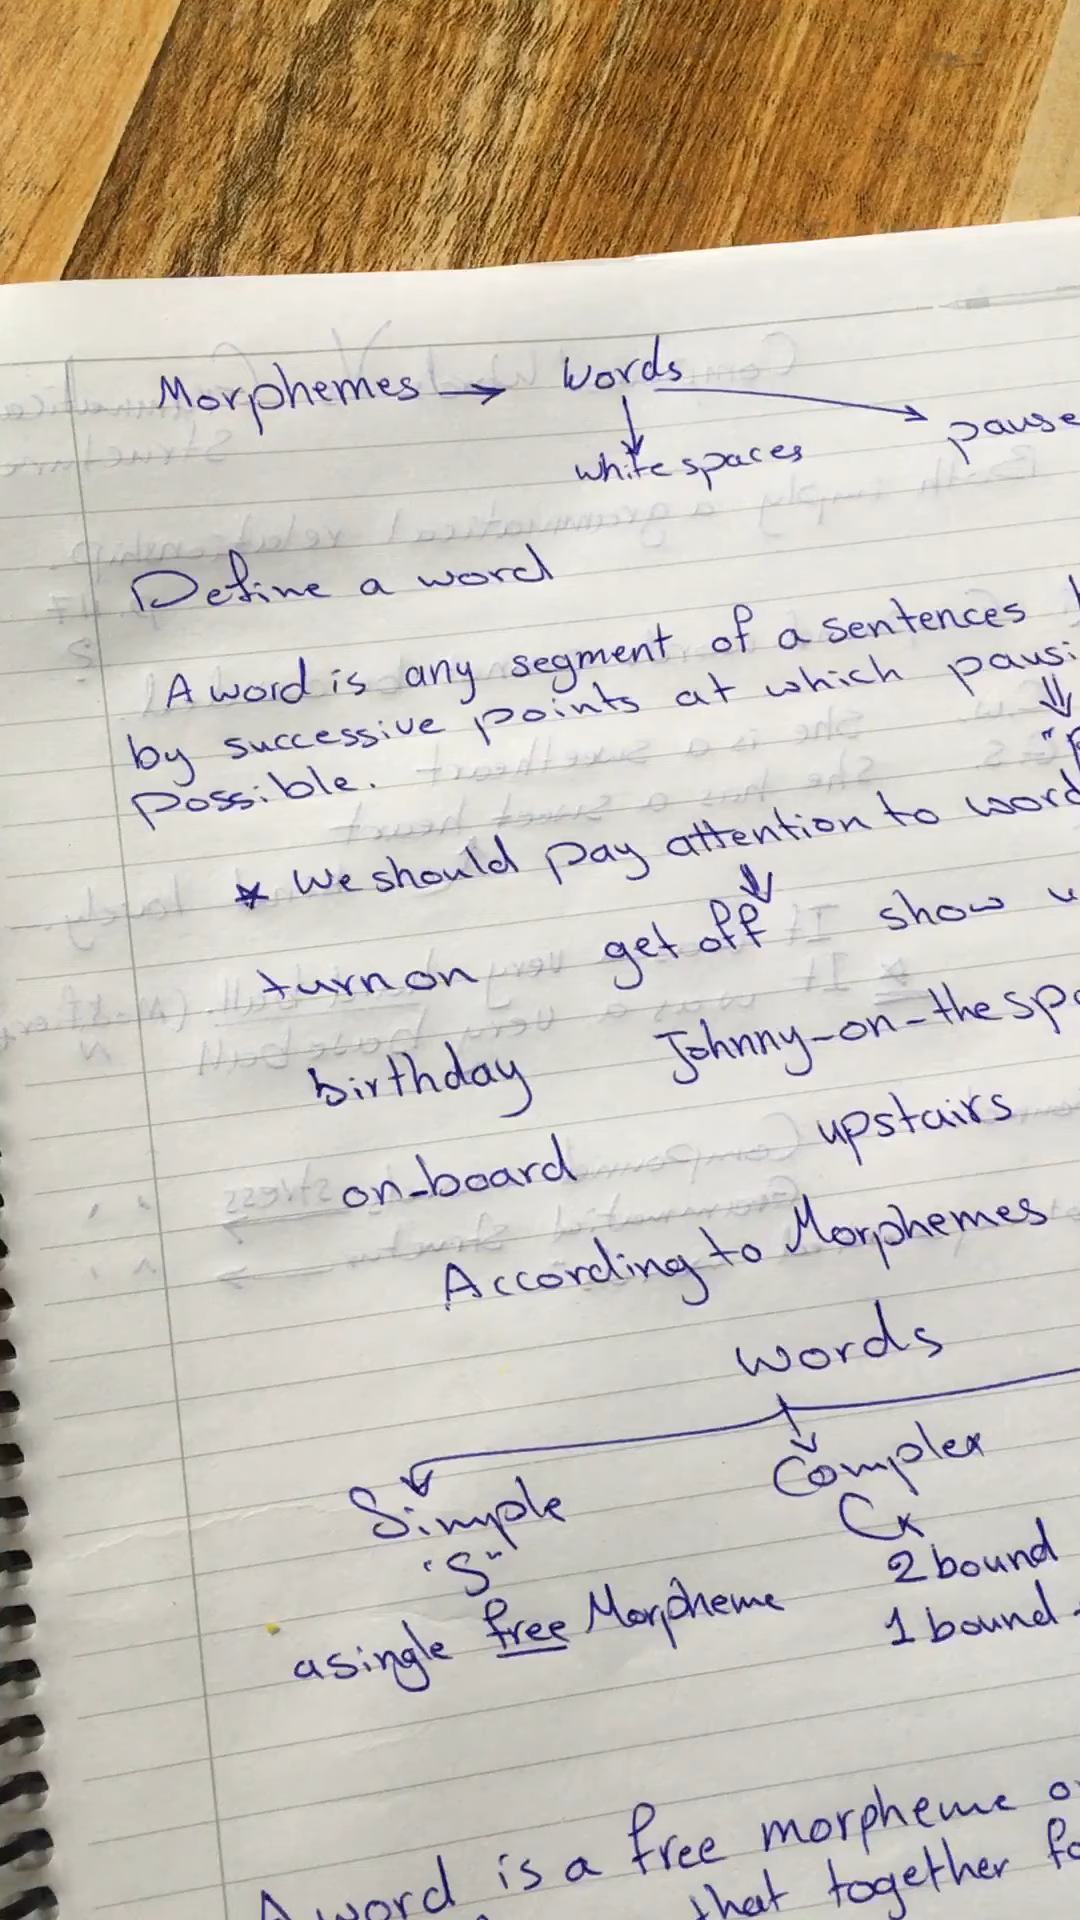 Morphemes → words
white spaces
pause
Define a word
A word is any segment of a sentences
by successive points at which pausi
possible.
* We should pay attention to word
turn on get off show u
birthday Johnny-on-the spo
on-board upstairs
According to Morphemes
words
Simple Complex
"S" Cx
2 bound
a single free Morpheme 1 bound
A word is a free morpheme o
that together fo